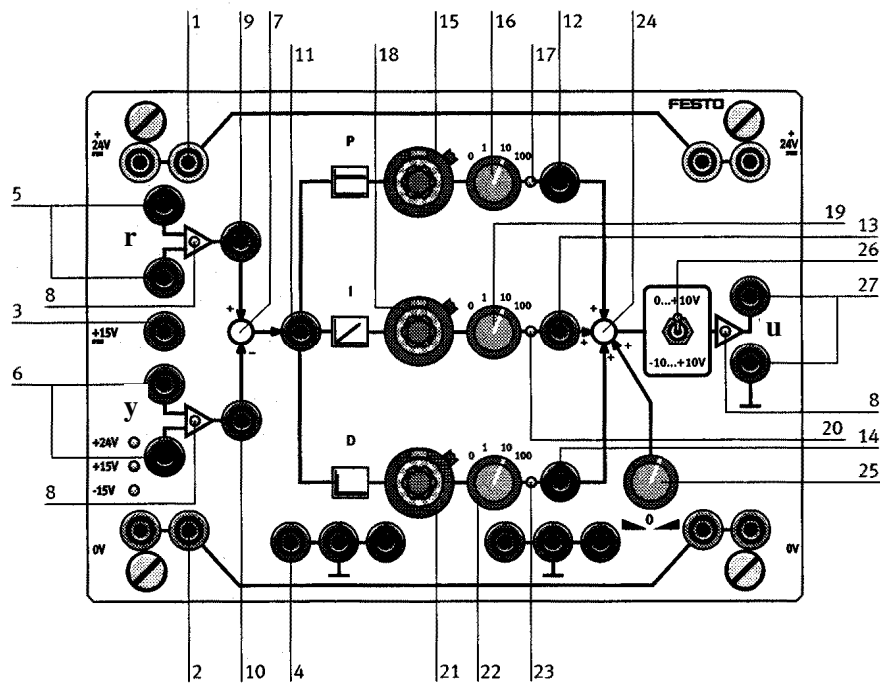 1 9 7 11 15 16 12 24
18 17
FESTO
+
24V
+
24V
P
0 1 10 100
5
r
19
13
26
8
I
0 1 10 100
0...+10V
27
3
+15V
+
-
+
+
+
+
u
6
-10...+10V
y
8
+24V
D
0 1 10 100
20
14
+15V
25
8
-15V
0
0V
0V
2 10 4 21 22 23